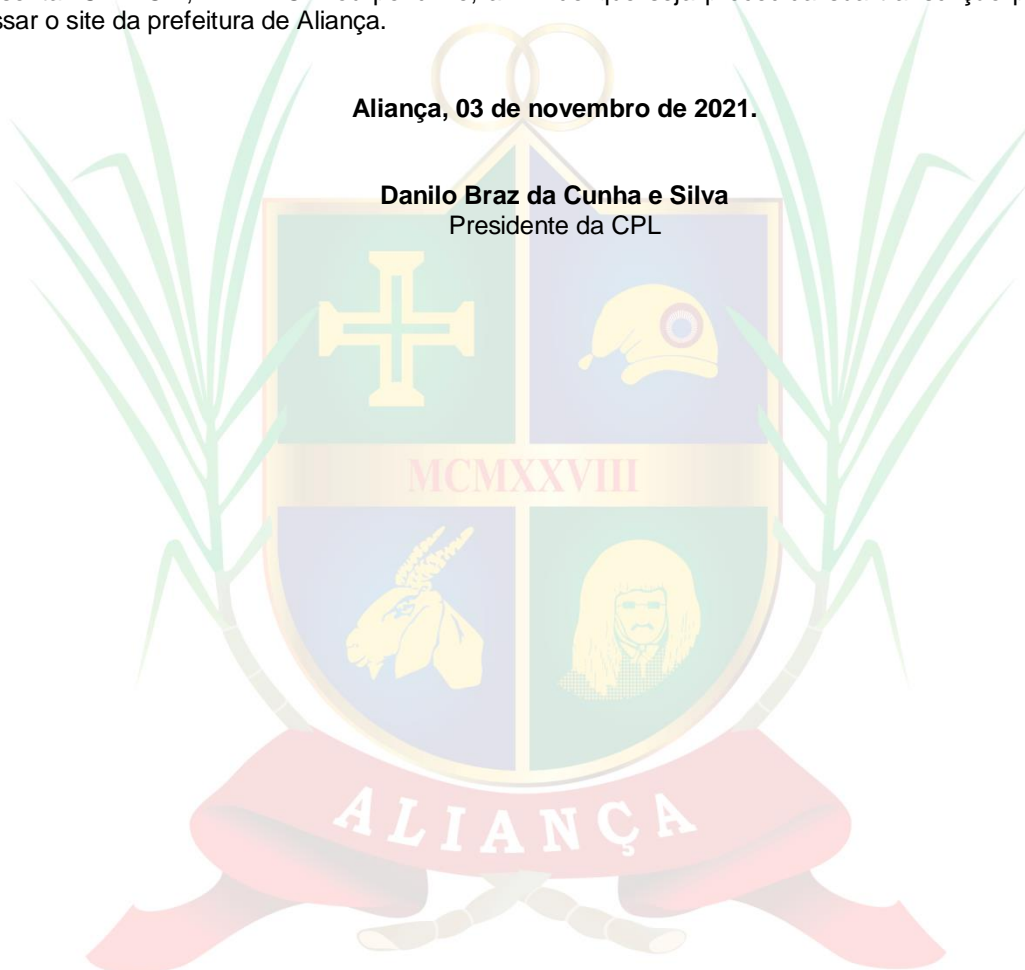 ssar o site da prefeitura de Aliança.
Aliança, 03 de novembro de 2021.
Danilo Braz da Cunha e Silva
Presidente da CPL
MCMXXVIII
ALIANÇA